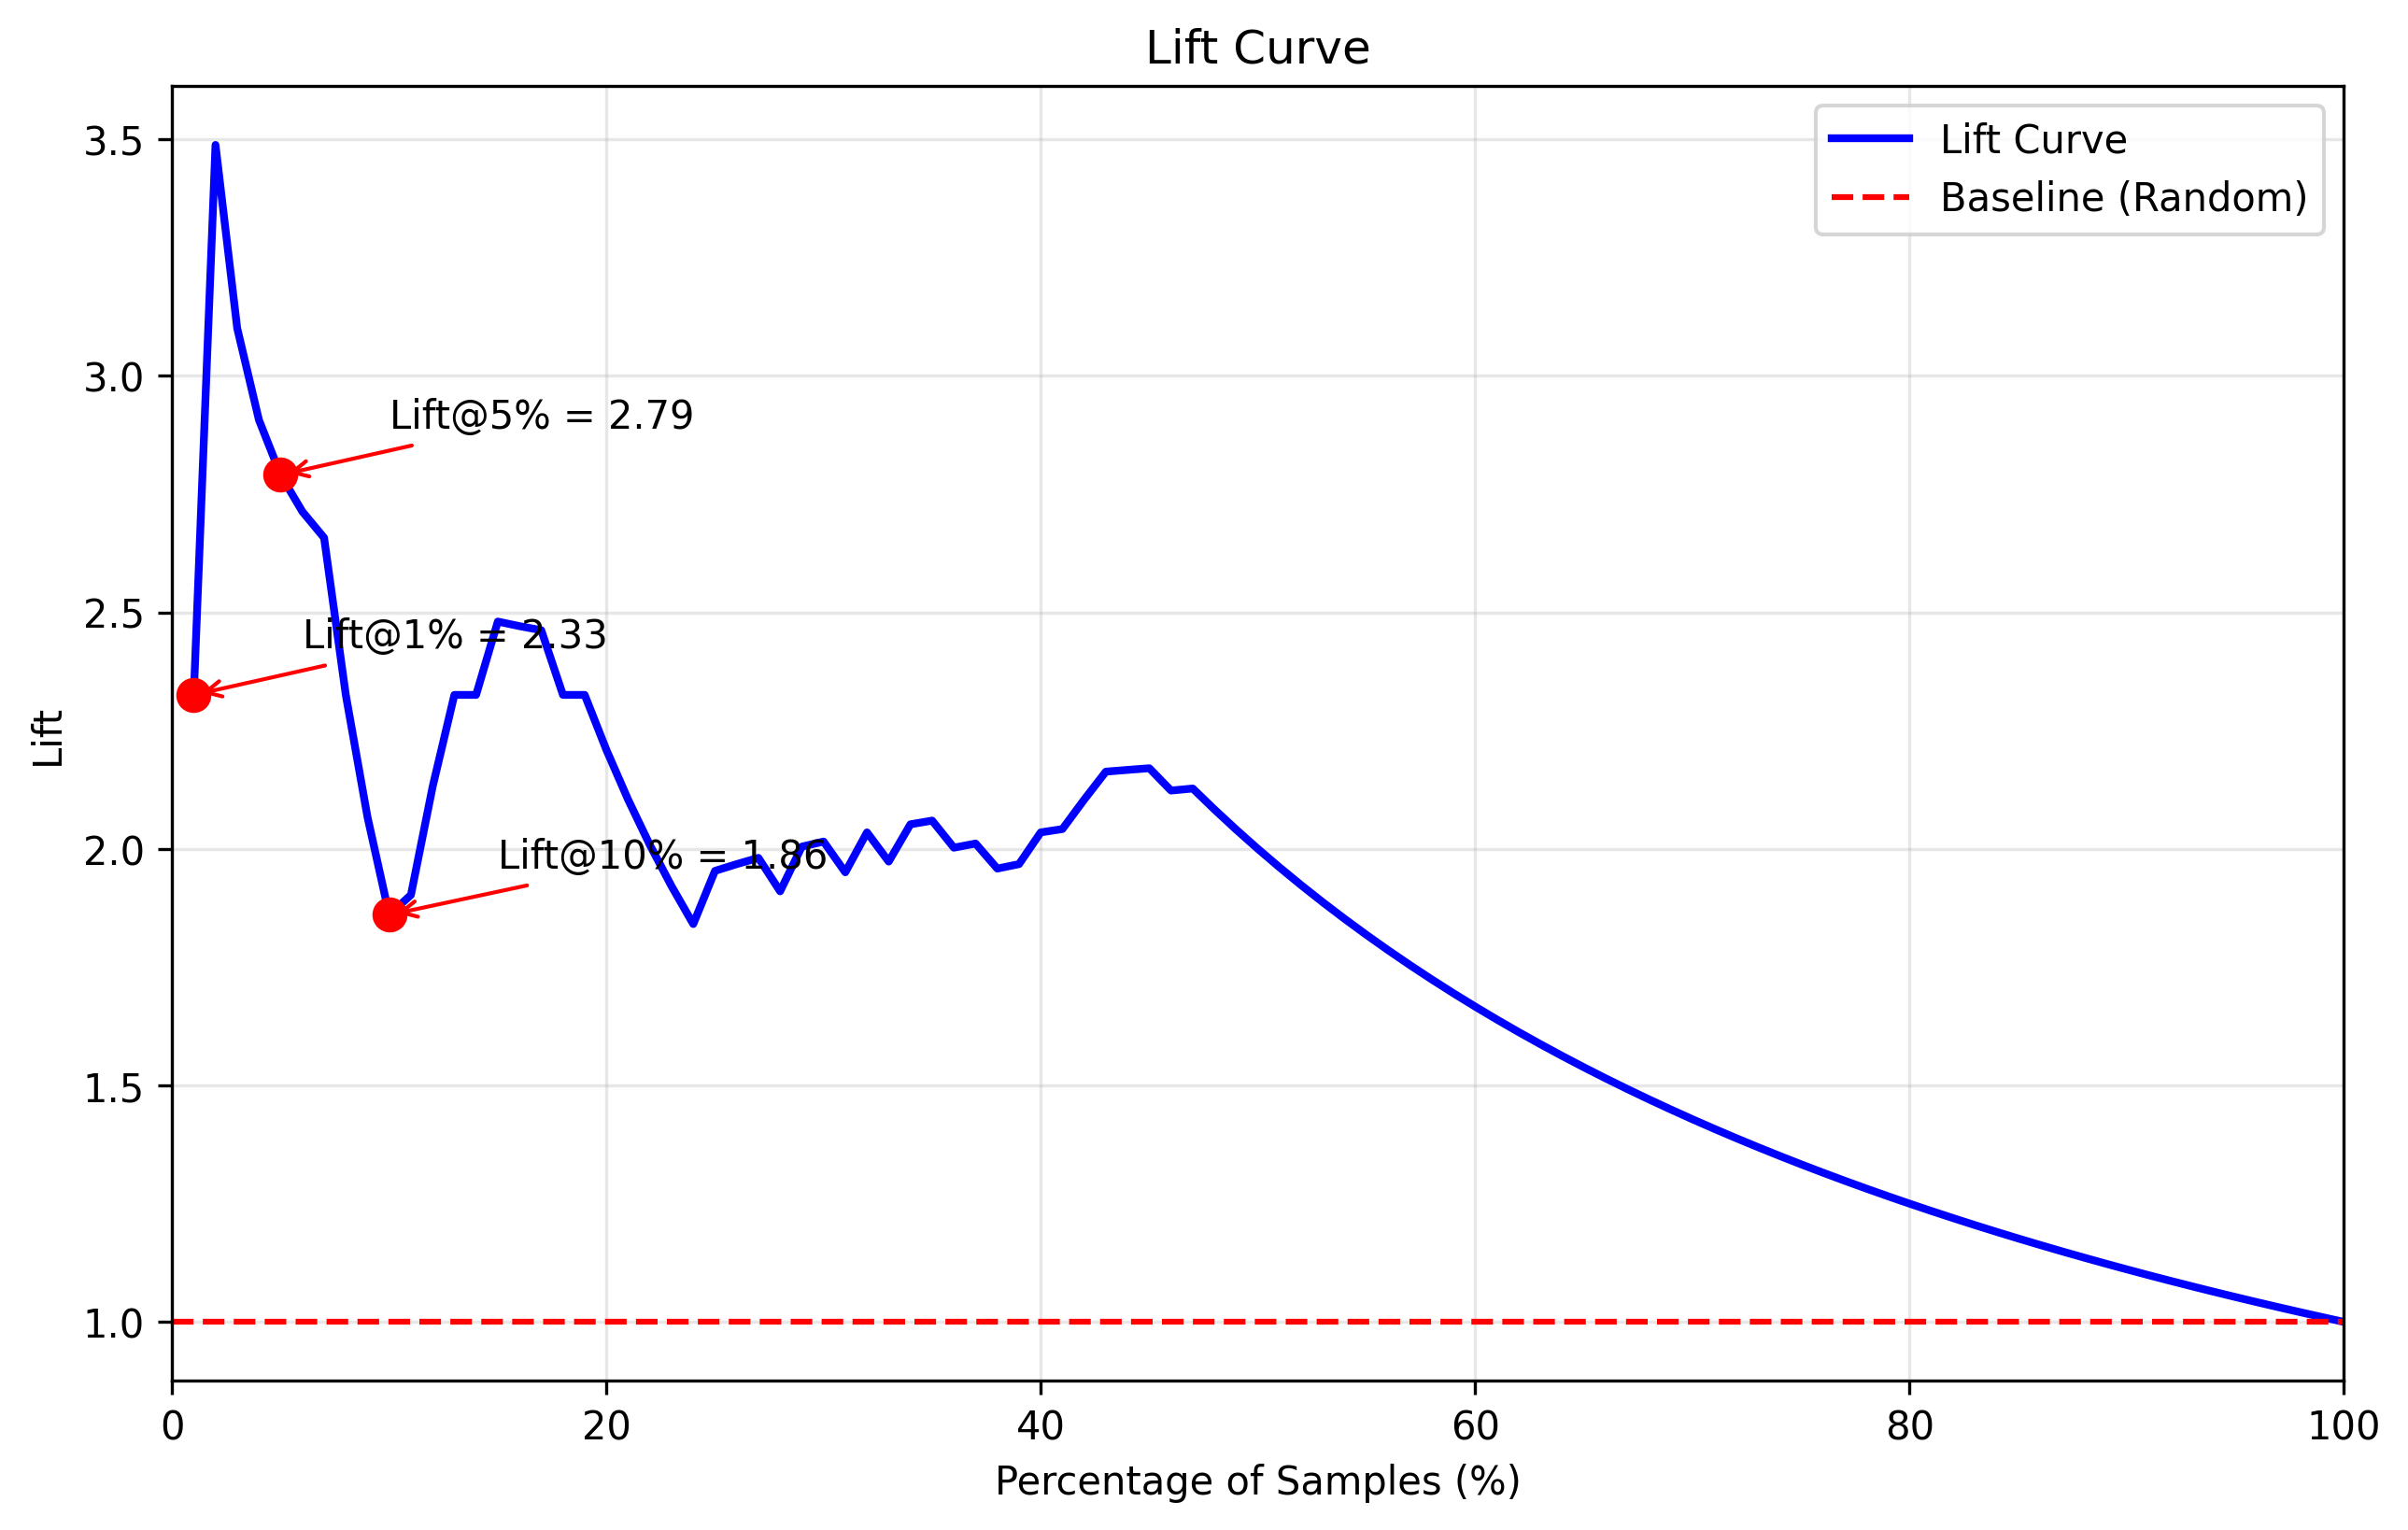 Lift Curve
3.5
3.0
2.5
2.0
1.5
1.0
Lift
Lift Curve
Baseline (Random)
Lift@5% = 2.79
Lift@1% = 2.33
Lift@10% = 1.86
0
20
40
60
80
100
Percentage of Samples (%)